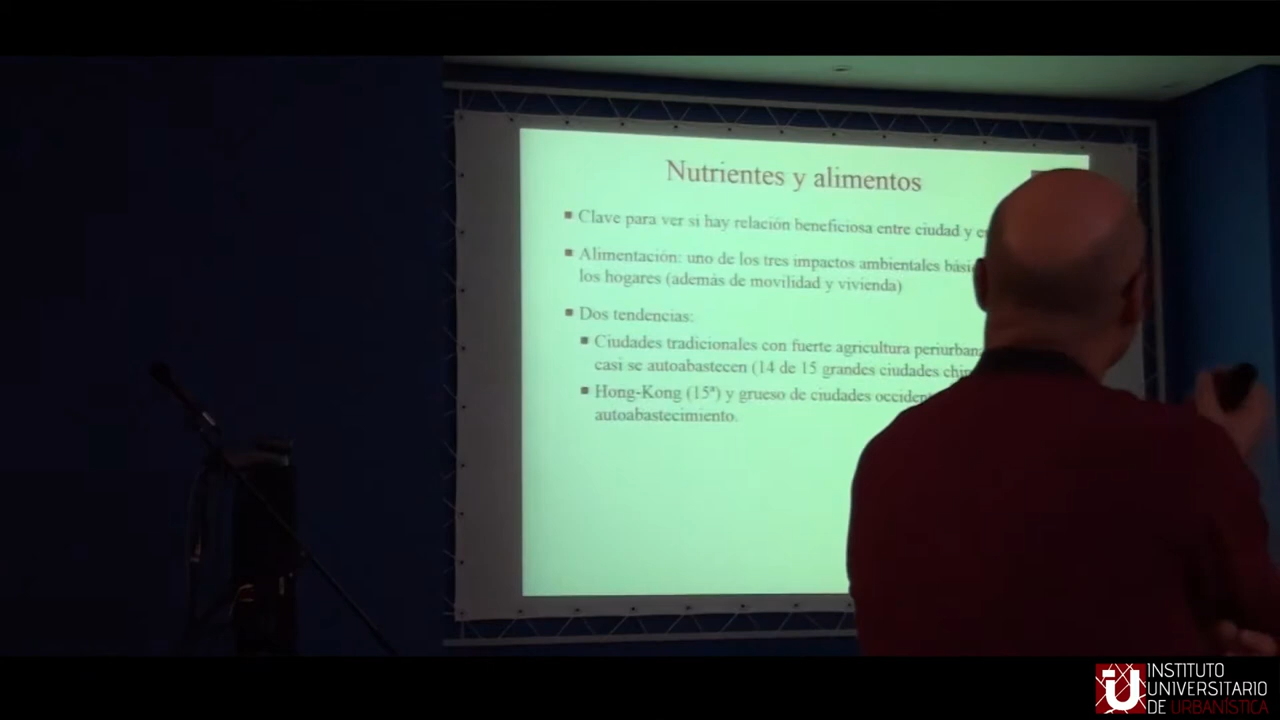 Nutrientes y alimentos
Clave para ver si hay relación beneficiosa entre ciudad y
Alimentación: uno de los tres impactos ambientales
los hogares (además de movilidad y vivienda)
Dos tendencias:
Ciudades tradicionales con fuerte agricultura
casi se autoabastecen (14 de 15 grandes ciudades
Hong-Kong (15ª) y grueso de ciudades
autoabastecimiento.
INSTITUTO
UNIVERSITARIO
DE URBANÍSTICA